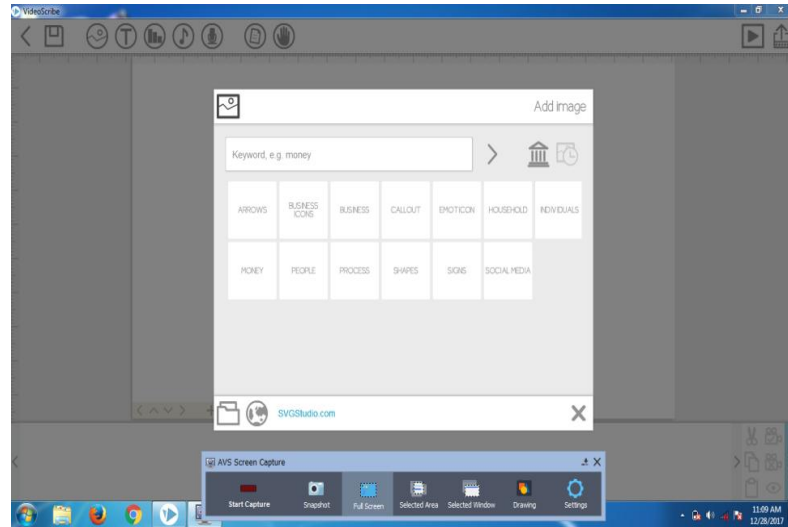 VideoScribe
Add image
Keyword, e.g. money
ARROWS
BUSINESS ICONS
BUSINESS
CALLOUT
EMOTICON
HOUSEHOLD
INDIVIDUALS
MONEY
PEOPLE
PROCESS
SHAPES
SIGNS
SOCIAL MEDIA
SVGStudio.com
AVS Screen Capture
Start Capture
Snapshot
Full Screen
Selected Area
Selected Window
Drawing
Settings
11:09 AM
12/28/2017